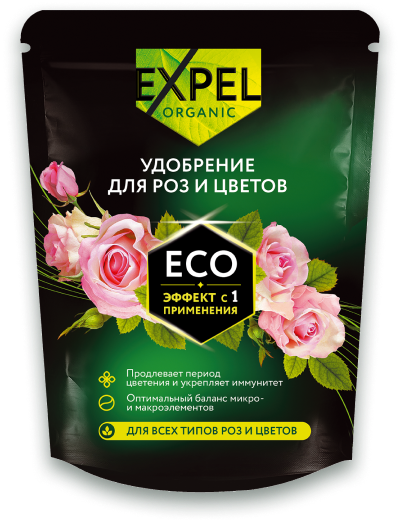 EXPEL
ORGANIC
УДОБРЕНИЕ
ДЛЯ РОЗ И ЦВЕТОВ
ECO
ЭФФЕКТ с 1
ПРИМЕНЕНИЯ
Продлевает период
цветения и укрепляет иммунитет
Оптимальный баланс микро-
и макроэлементов
ДЛЯ ВСЕХ ТИПОВ РОЗ И ЦВЕТОВ